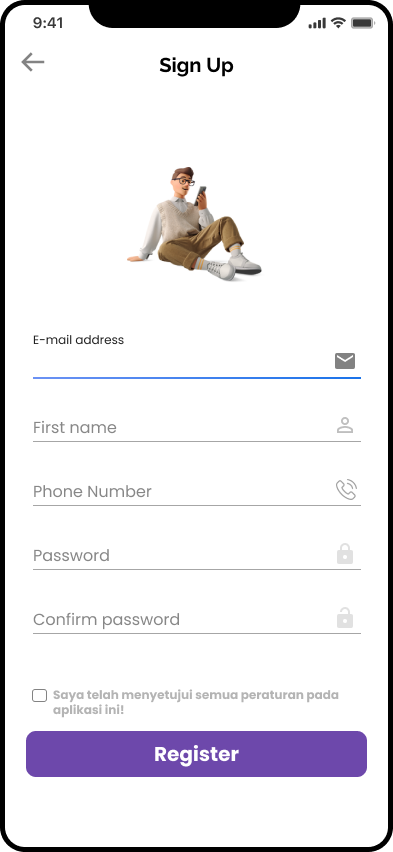 9:41
Sign Up
E-mail address
First name
Phone Number
Password
Confirm password
Saya telah menyetujui semua peraturan pada
aplikasi ini!
Register